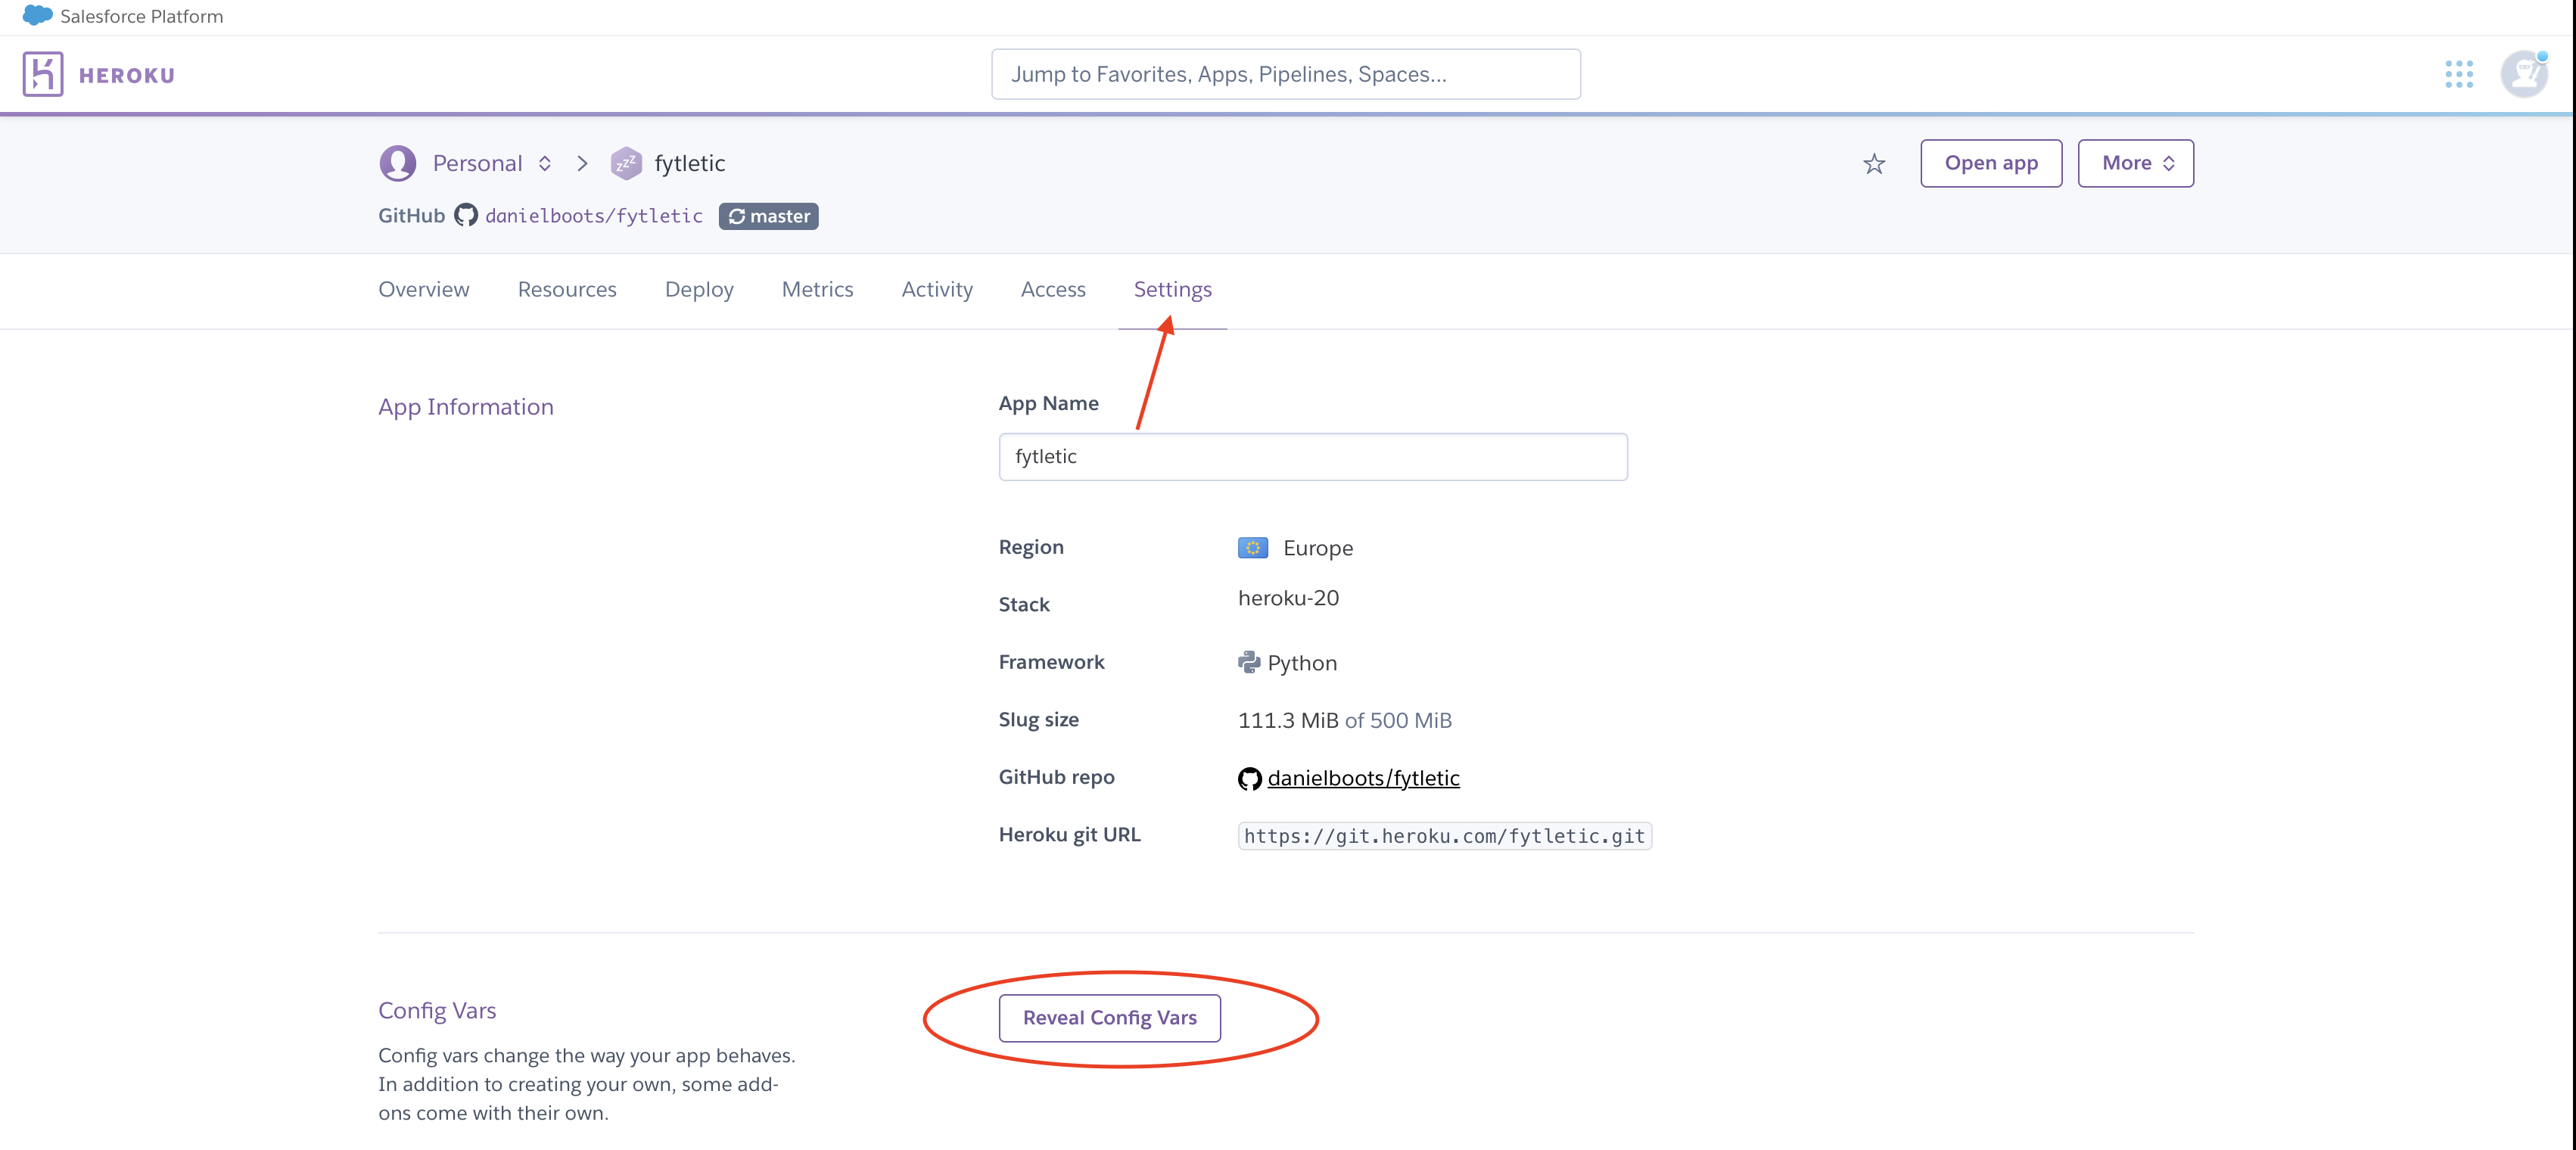 Salesforce Platform
HEROKU
Jump to Favorites, Apps, Pipelines, Spaces...
Personal
zzz
fytletic
Open app
More
GitHub danielboots/fytletic master
Overview Resources Deploy Metrics Activity Access Settings
App Information
App Name
fytletic
Region Europe
Stack heroku-20
Framework Python
Slug size 111.3 MiB of 500 MiB
GitHub repo danielboots/fytletic
Heroku git URL https://git.heroku.com/fytletic.git
Config Vars
Config vars change the way your app behaves.
In addition to creating your own, some add-
ons come with their own.
Reveal Config Vars